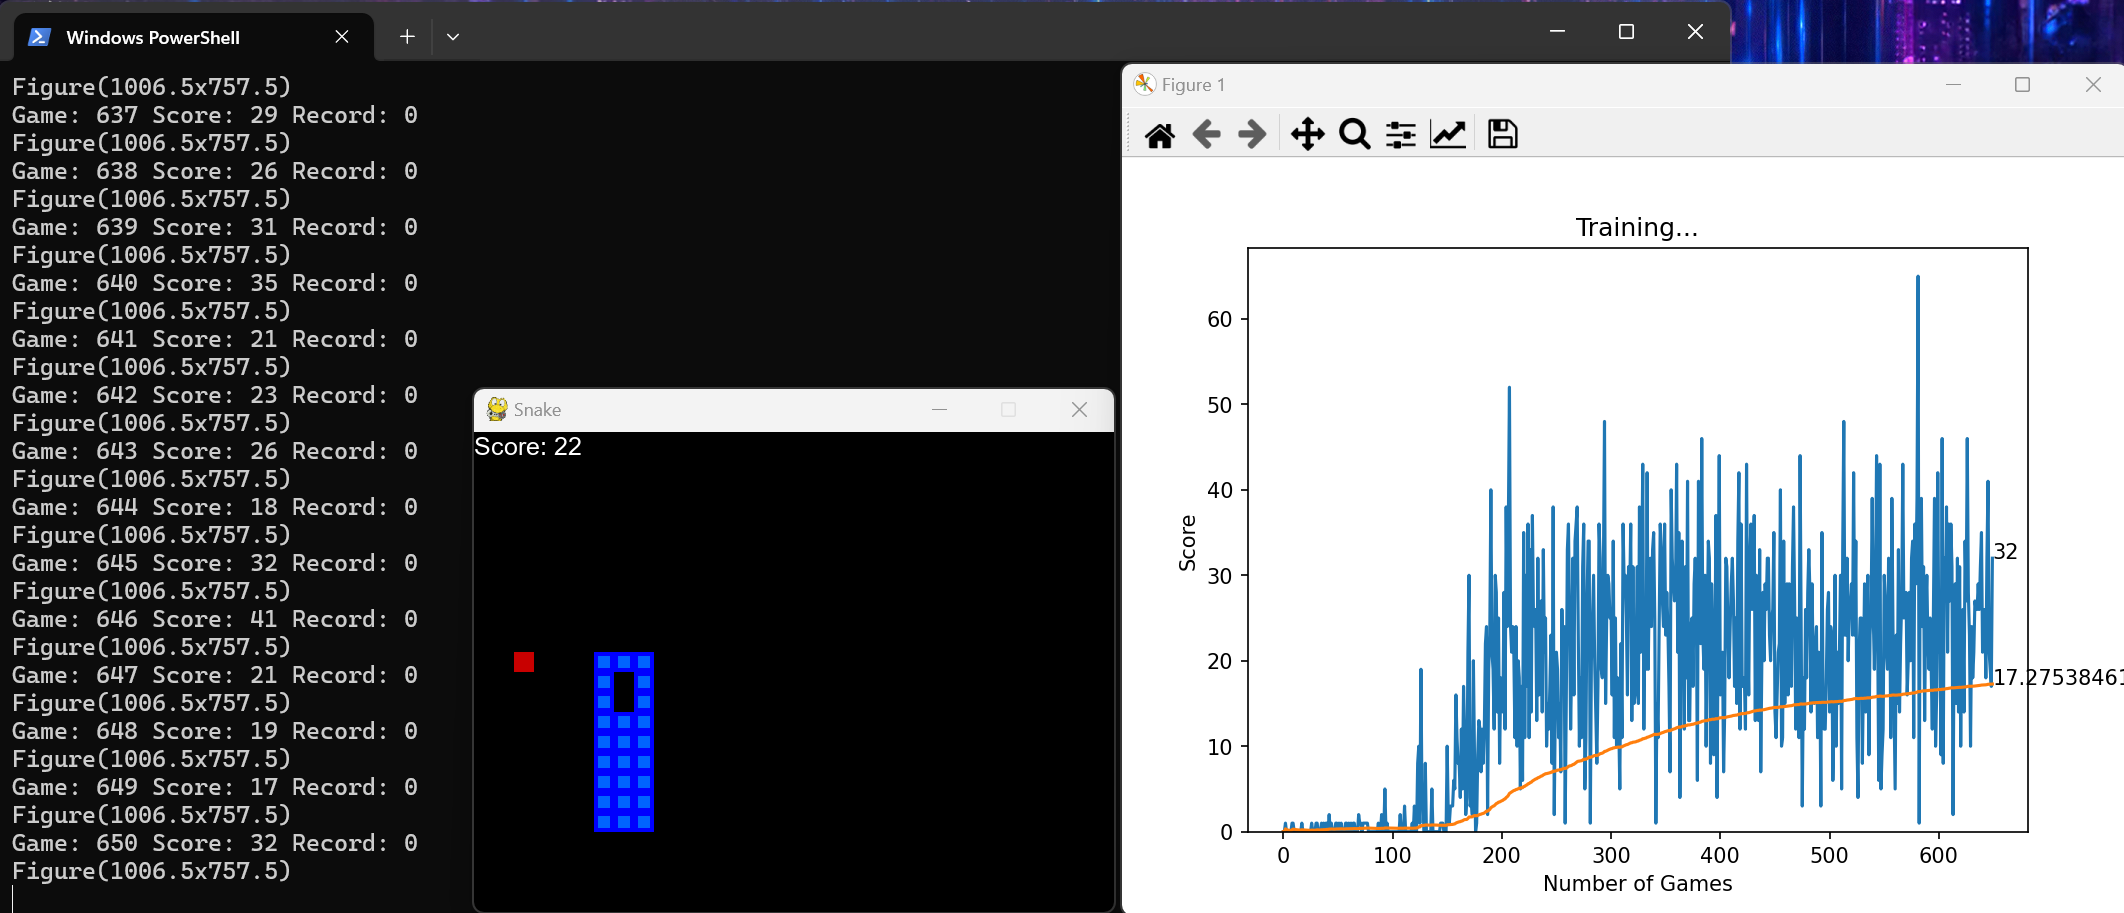 Windows PowerShell
Figure(1006.5x757.5)
Game: 637 Score: 29 Record: 0
Figure(1006.5x757.5)
Game: 638 Score: 26 Record: 0
Figure(1006.5x757.5)
Game: 639 Score: 31 Record: 0
Figure(1006.5x757.5)
Game: 640 Score: 35 Record: 0
Figure(1006.5x757.5)
Game: 641 Score: 21 Record: 0
Figure(1006.5x757.5)
Game: 642 Score: 23 Record: 0
Figure(1006.5x757.5)
Game: 643 Score: 26 Record: 0
Figure(1006.5x757.5)
Game: 644 Score: 18 Record: 0
Figure(1006.5x757.5)
Game: 645 Score: 32 Record: 0
Figure(1006.5x757.5)
Game: 646 Score: 41 Record: 0
Figure(1006.5x757.5)
Game: 647 Score: 21 Record: 0
Figure(1006.5x757.5)
Game: 648 Score: 19 Record: 0
Figure(1006.5x757.5)
Game: 649 Score: 17 Record: 0
Figure(1006.5x757.5)
Game: 650 Score: 32 Record: 0
Figure(1006.5x757.5)
Snake
Score: 22
Figure 1
Training...
Score
60
50
40
30
20
10
0
32
17.27538461
0 100 200 300 400 500 600
Number of Games